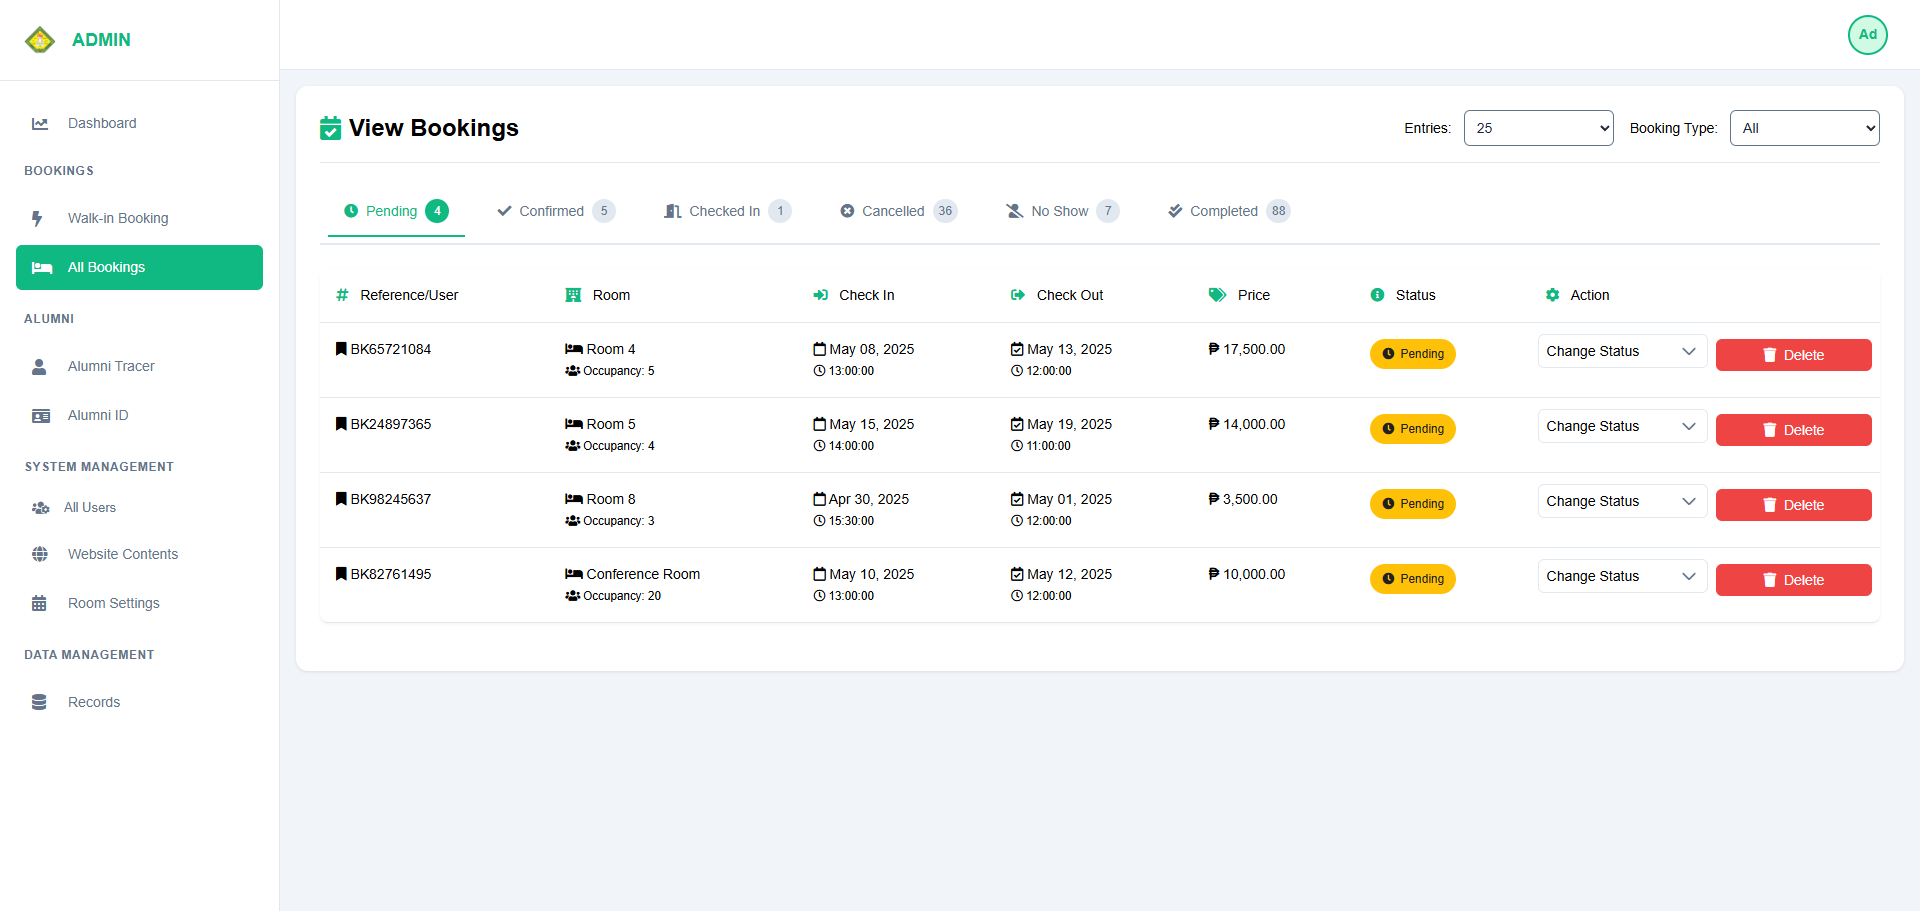 ADMIN
Ad
Dashboard
BOOKINGS
Walk-in Booking
All Bookings
ALUMNI
Alumni Tracer
Alumni ID
SYSTEM MANAGEMENT
All Users
Website Contents
Room Settings
DATA MANAGEMENT
Records
View Bookings
Entries: 25 Booking Type: All
Pending 4 Confirmed 5 Checked In 1 Cancelled 36 No Show 7 Completed 88
# Reference/User Room Check In Check Out Price Status Action
BK65721084 Room 4 May 08, 2025 May 13, 2025 ₱ 17,500.00 Pending Change Status Delete
Occupancy: 5 13:00:00 12:00:00
BK24897365 Room 5 May 15, 2025 May 19, 2025 ₱ 14,000.00 Pending Change Status Delete
Occupancy: 4 14:00:00 11:00:00
BK98245637 Room 8 Apr 30, 2025 May 01, 2025 ₱ 3,500.00 Pending Change Status Delete
Occupancy: 3 15:30:00 12:00:00
BK82761495 Conference Room May 10, 2025 May 12, 2025 ₱ 10,000.00 Pending Change Status Delete
Occupancy: 20 13:00:00 12:00:00